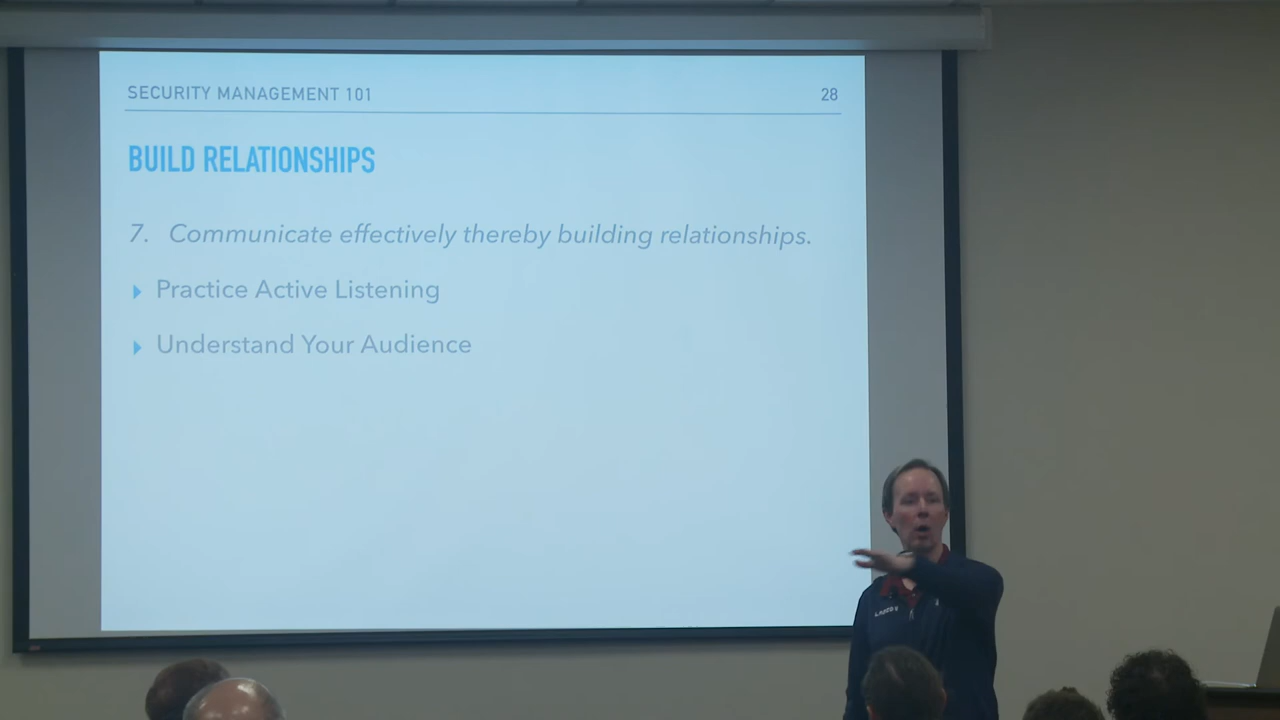 SECURITY MANAGEMENT 101
28
BUILD RELATIONSHIPS
7. Communicate effectively thereby building relationships.
Practice Active Listening
Understand Your Audience